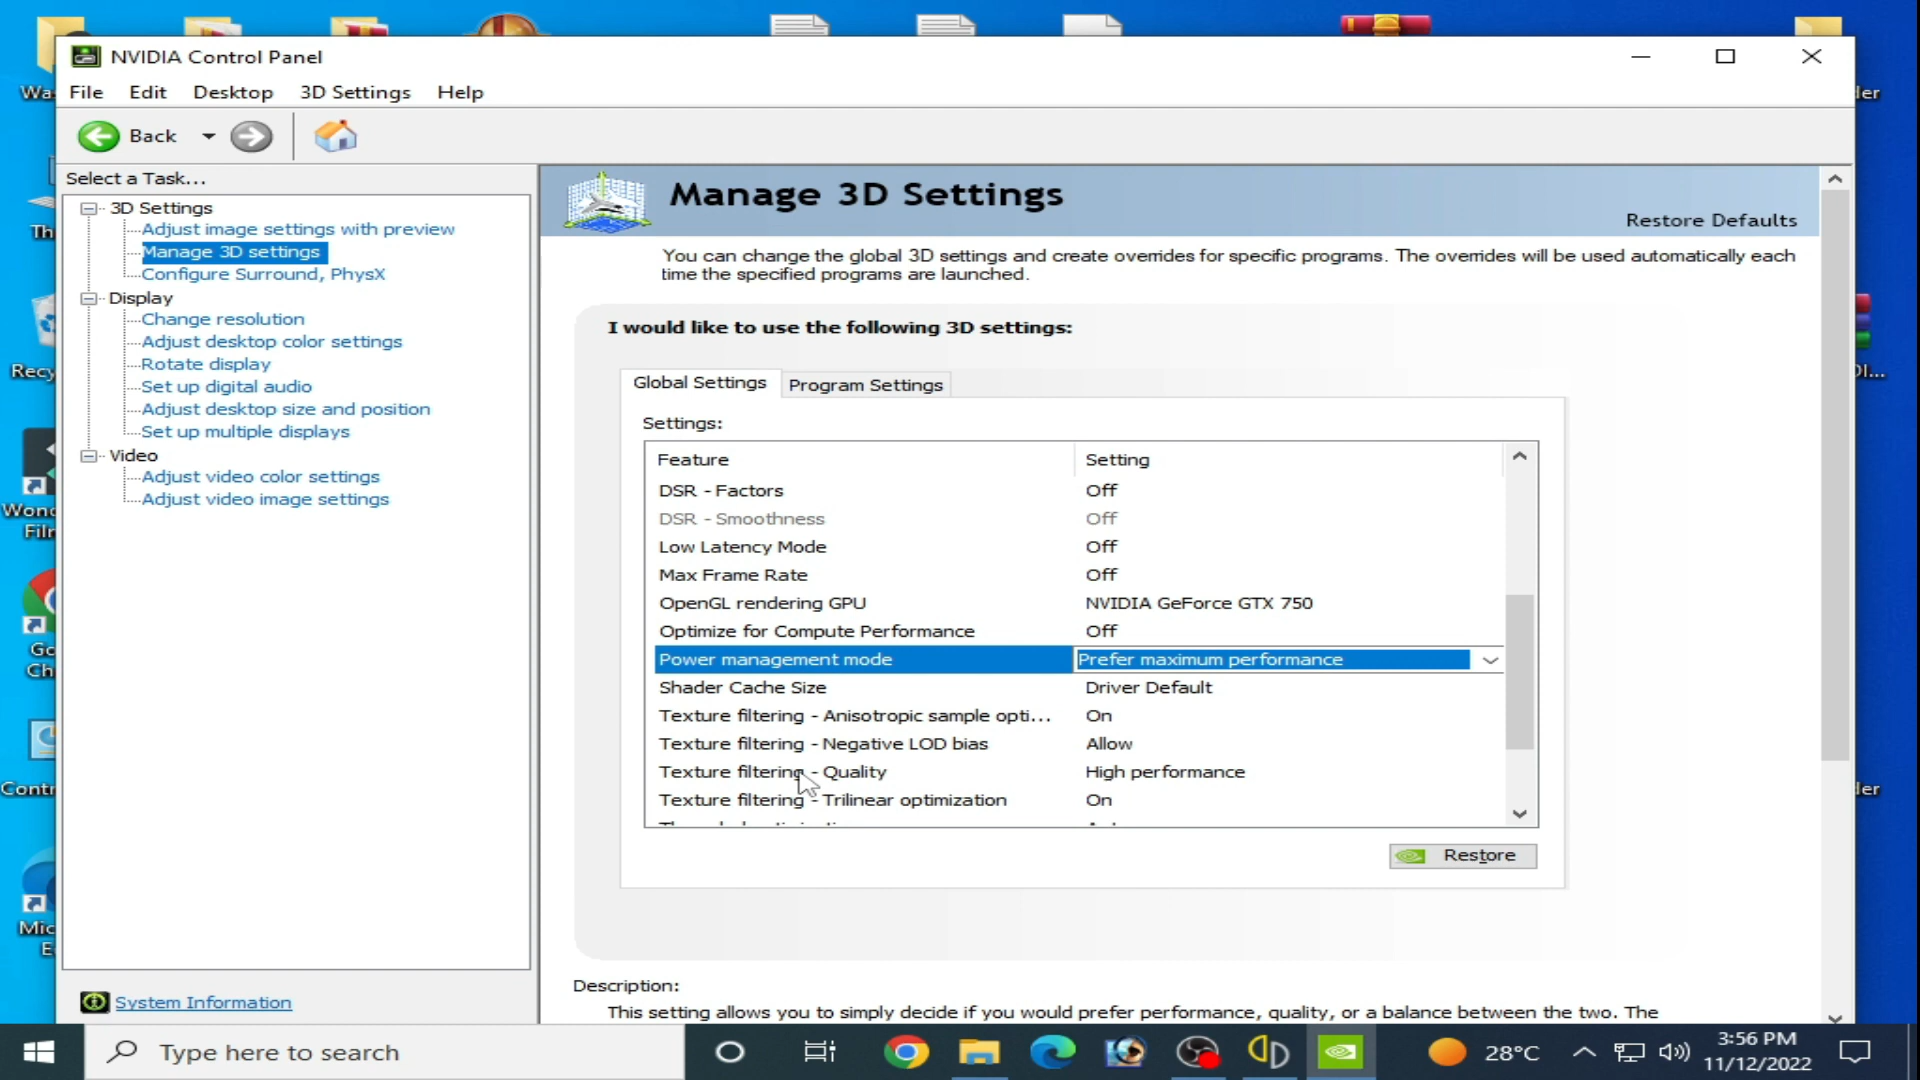 NVIDIA Control Panel
File Edit Desktop 3D Settings Help
Back
Select a Task...
3D Settings
Adjust image settings with preview
Manage 3D settings
Configure Surround, PhysX
Display
Change resolution
Adjust desktop color settings
Rotate display
Set up digital audio
Adjust desktop size and position
Set up multiple displays
Video
Adjust video color settings
Adjust video image settings
System Information
Manage 3D Settings
Restore Defaults
You can change the global 3D settings and create overrides for specific programs. The overrides will be used automatically each
time the specified programs are launched.
I would like to use the following 3D settings:
Global Settings Program Settings
Settings:
Feature Setting
DSR - Factors Off
DSR - Smoothness Off
Low Latency Mode Off
Max Frame Rate Off
OpenGL rendering GPU NVIDIA GeForce GTX 750
Optimize for Compute Performance Off
Power management mode Prefer maximum performance
Shader Cache Size Driver Default
Texture filtering - Anisotropic sample opti... On
Texture filtering - Negative LOD bias Allow
Texture filtering - Quality High performance
Texture filtering - Trilinear optimization On
Restore
Description:
This setting allows you to simply decide if you would prefer performance, quality, or a balance between the two. The
Type here to search
28°C
3:56 PM
11/12/2022